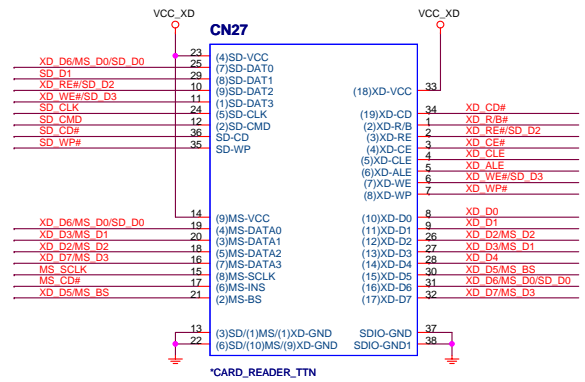 VCC_XD VCC_XD
CN27
23 (4)SD-VCC
XD_D6/MS_D0/SD_D0 25 (7)SD-DAT0
SD_D1 29 (8)SD-DAT1
XD_RE#/SD_D2 10 (9)SD-DAT2 (18)XD-VCC 33
XD_WE#/SD_D3 11 (1)SD-DAT3
SD_CLK 24 (5)SD-CLK (19)XD-CD 34 XD_CD#
SD_CMD 12 (2)SD-CMD (2)XD-R/B 1 XD_R/B#
SD_CD# 36 SD-CD (3)XD-RE 2 XD_RE#/SD_D2
SD_WP# 35 SD-WP (4)XD-CE 3 XD_CE#
(5)XD-CLE 4 XD_CLE
(6)XD-ALE 5 XD_ALE
(7)XD-WE 6 XD_WE#/SD_D3
(8)XD-WP 7 XD_WP#
14 (9)MS-VCC (10)XD-D0 8 XD_D0
XD_D6/MS_D0/SD_D0 19 (4)MS-DATA0 (11)XD-D1 9 XD_D1
XD_D3/MS_D1 20 (3)MS-DATA1 (12)XD-D2 26 XD_D2/MS_D2
XD_D2/MS_D2 18 (5)MS-DATA2 (13)XD-D3 27 XD_D3/MS_D1
XD_D7/MS_D3 16 (7)MS-DATA3 (14)XD-D4 28 XD_D4
MS_SCLK 15 (8)MS-SCLK (15)XD-D5 30 XD_D5/MS_BS
MS_CD# 17 (6)MS-INS (16)XD-D6 31 XD_D6/MS_D0/SD_D0
XD_D5/MS_BS 21 (2)MS-BS (17)XD-D7 32 XD_D7/MS_D3
13 (3)SD/(1)MS/(1)XD-GND SDIO-GND 37
22 (6)SD/(10)MS/(9)XD-GND SDIO-GND1 38
*CARD_READER_TTN